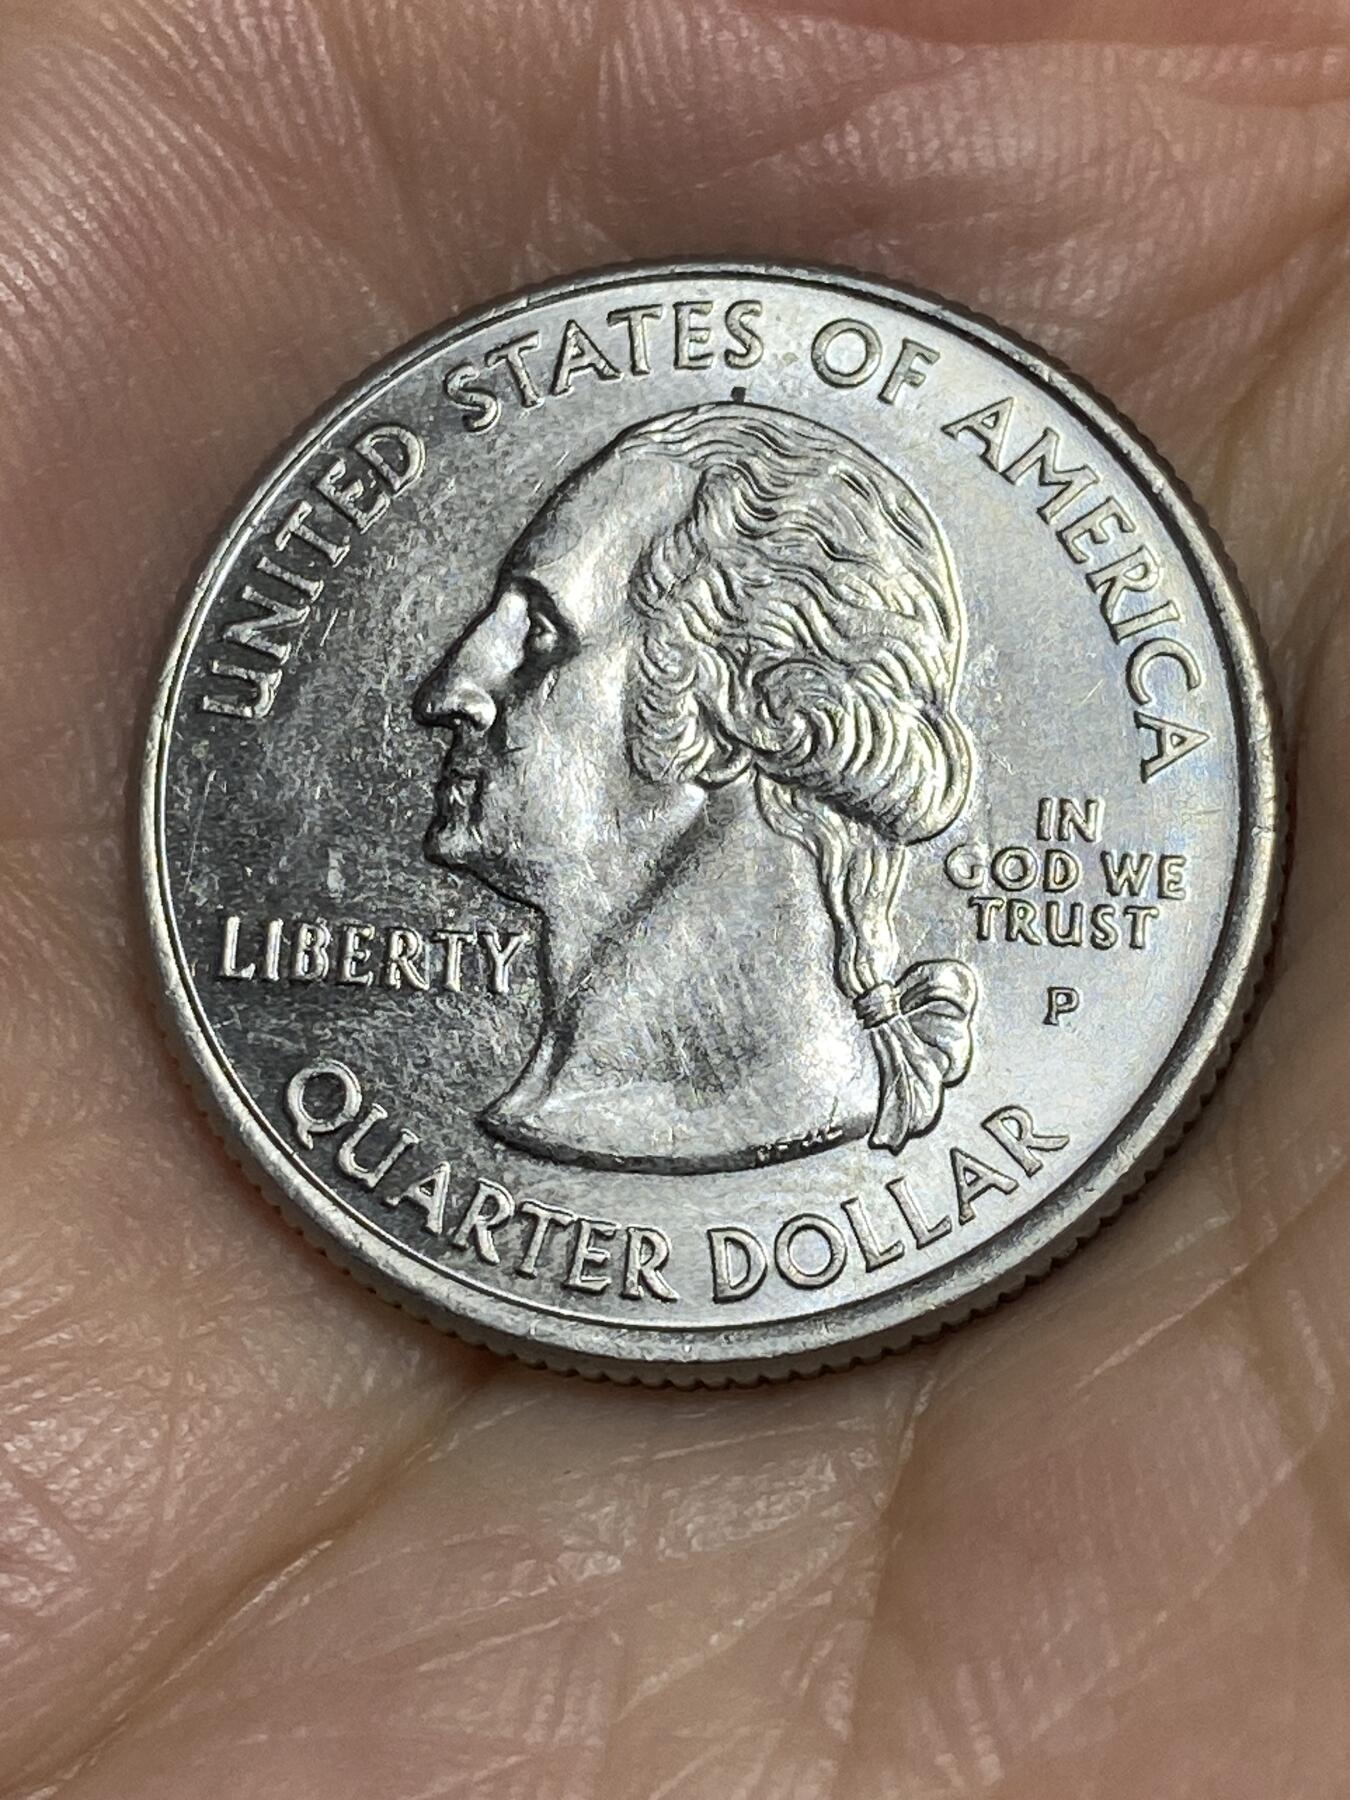 UNITED STATES OF AMERICA
LIBERTY
IN
GOD WE
TRUST
P
QUARTER DOLLAR